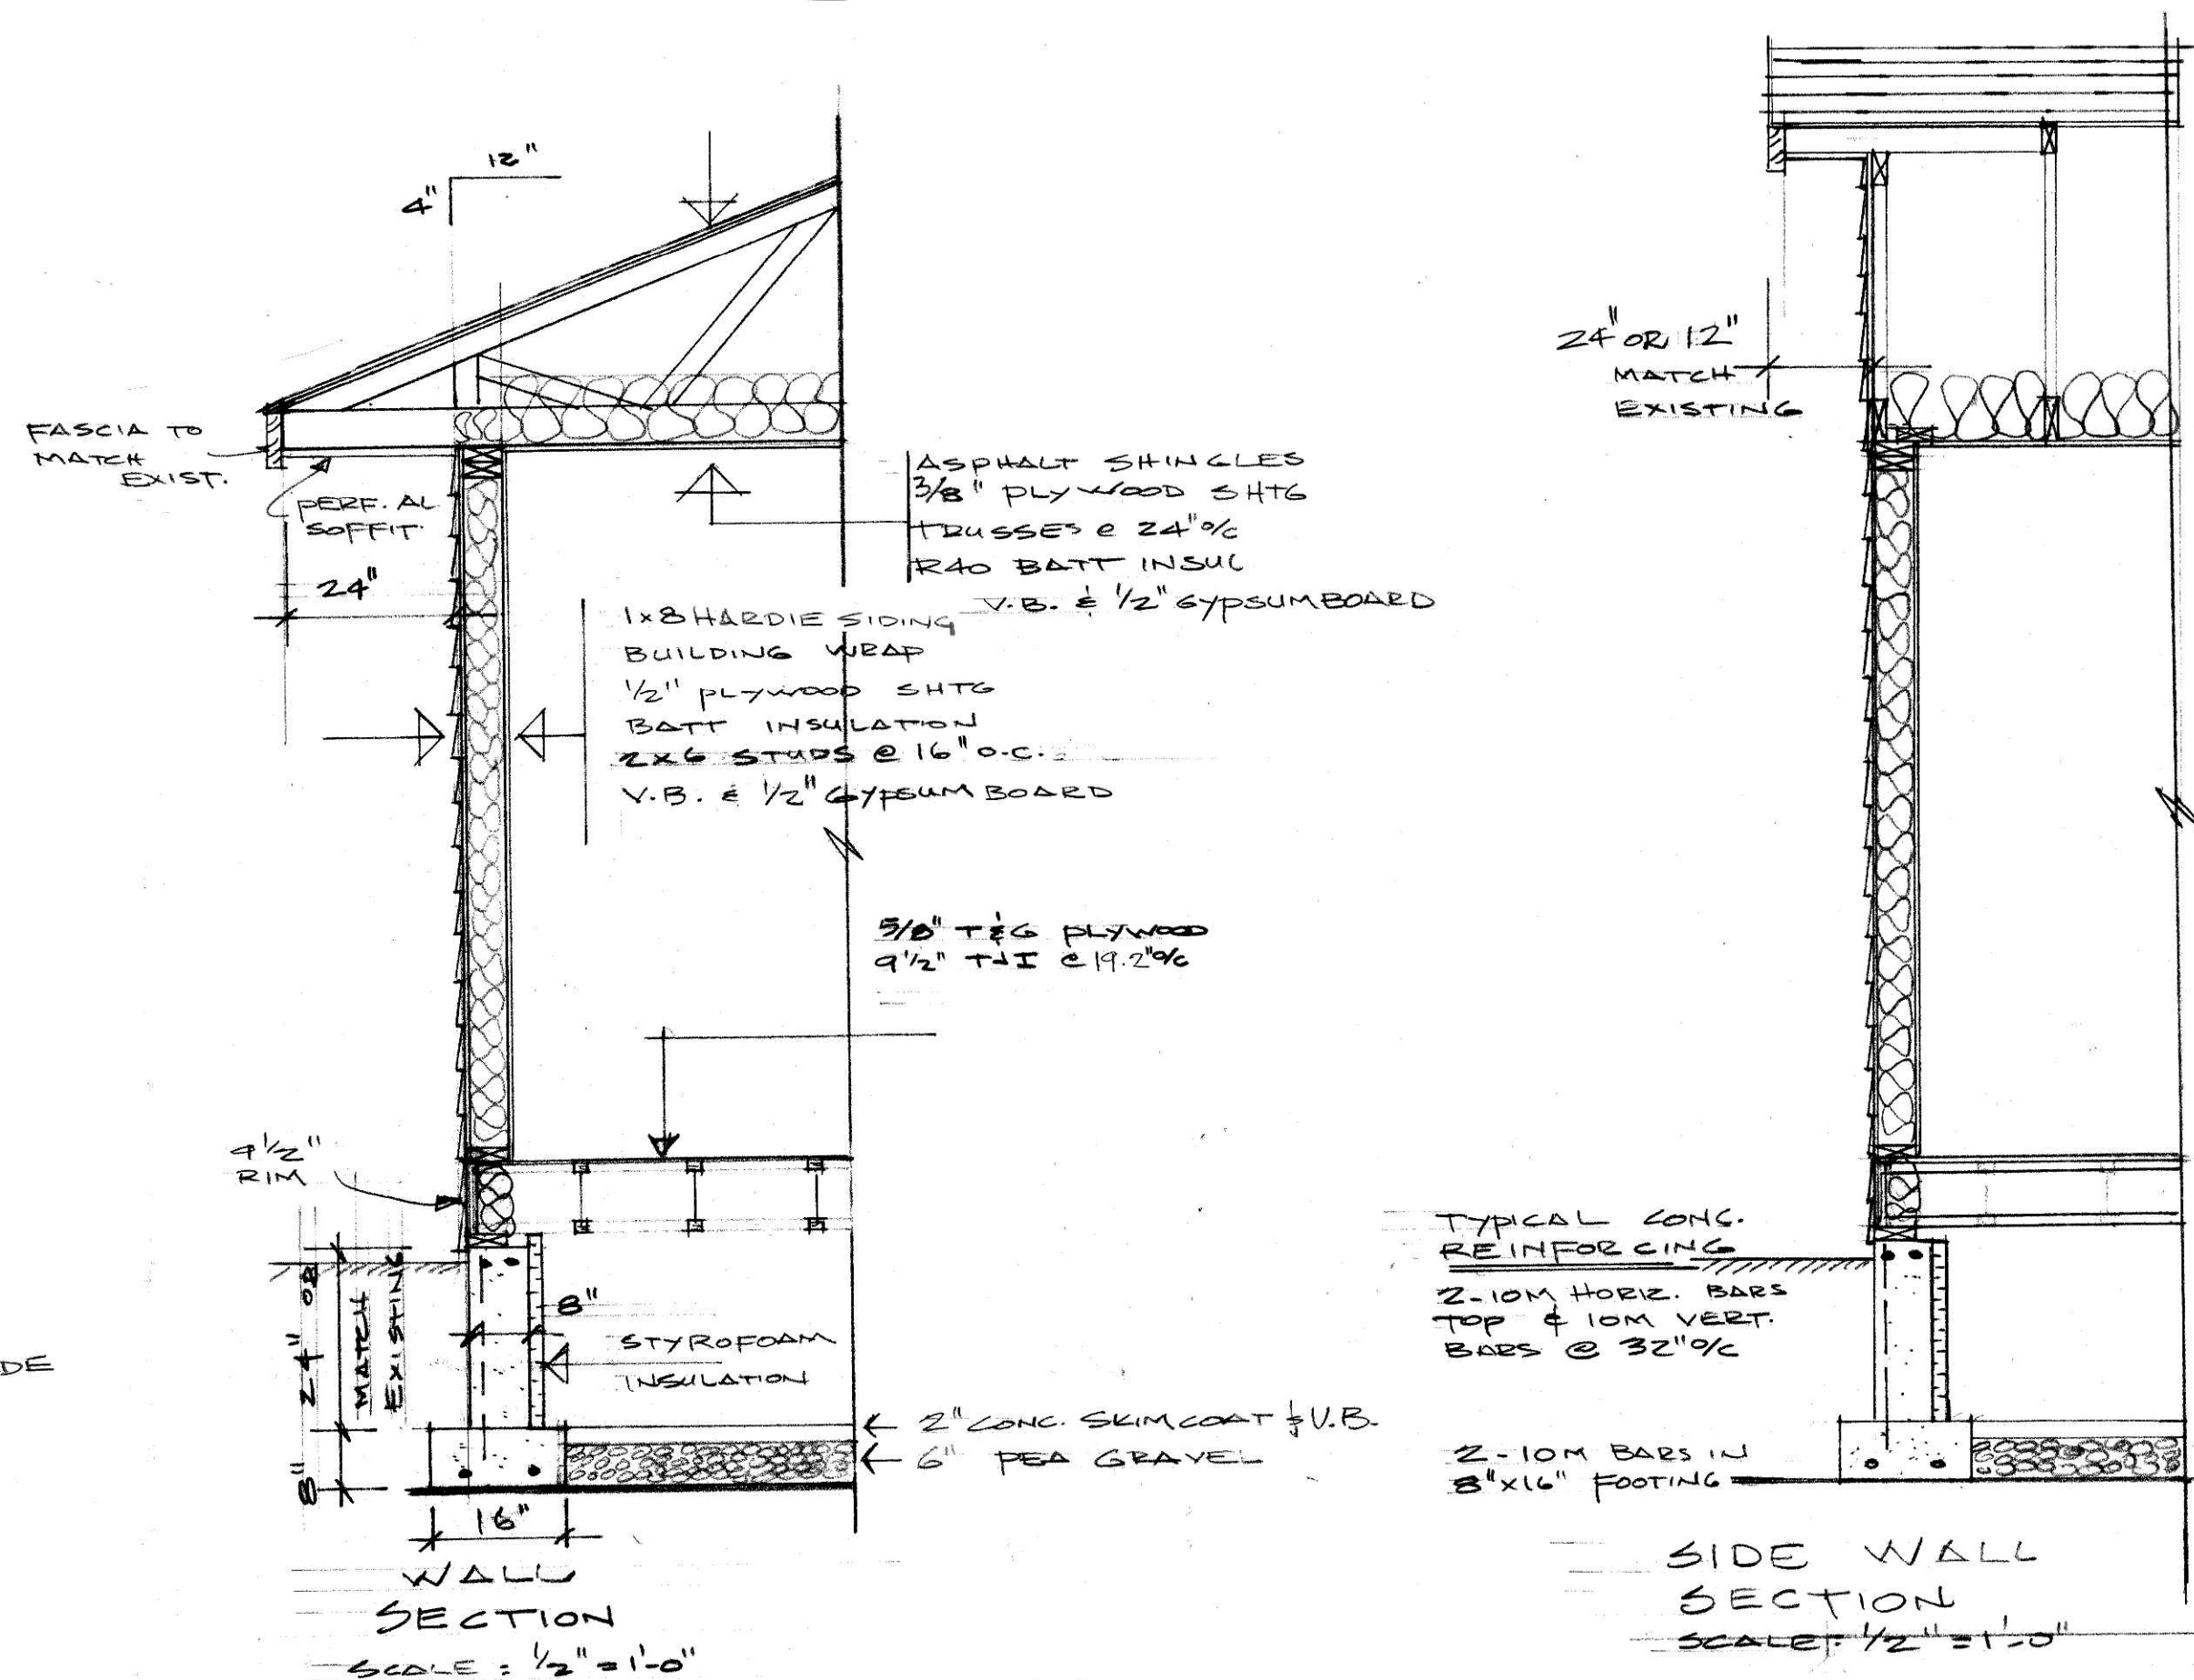 12"
4"
FASCIA TO
MATCH
EXIST.
PERF. AL
SOFFIT.
24"
ASPHALT SHINGLES
3/8" PLYWOOD SHTG
TRUSSES @ 24" o/c
R40 BATT INSUL
V.B. & 1/2" GYPSUM BOARD
1x8 HARDIE SIDING
BUILDING WRAP
1/2" PLYWOOD SHTG
BATT INSULATION
2x6 STUDS @ 16" O.C.
V.B. & 1/2" GYPSUM BOARD
5/8" T&G PLYWOOD
9 1/2" TJI @ 19.2" o/c
9 1/2"
RIM
24" OR
MATCH
EXISTING
8"
8"
STYROFOAM
INSULATION
2" CONC. SKIMCOAT & V.B.
6" PEA GRAVEL
16"
DE
WALL
SECTION
SCALE: 1/2" = 1'-0"
24" OR 12"
MATCH
EXISTING
TYPICAL CONC.
REINFORCING
2-10M HORIZ. BARS
TOP & 10M VERT.
BARS @ 32" o/c
2-10M BARS IN
8"x16" FOOTING
SIDE WALL
SECTION
SCALE: 1/2" = 1'-0"